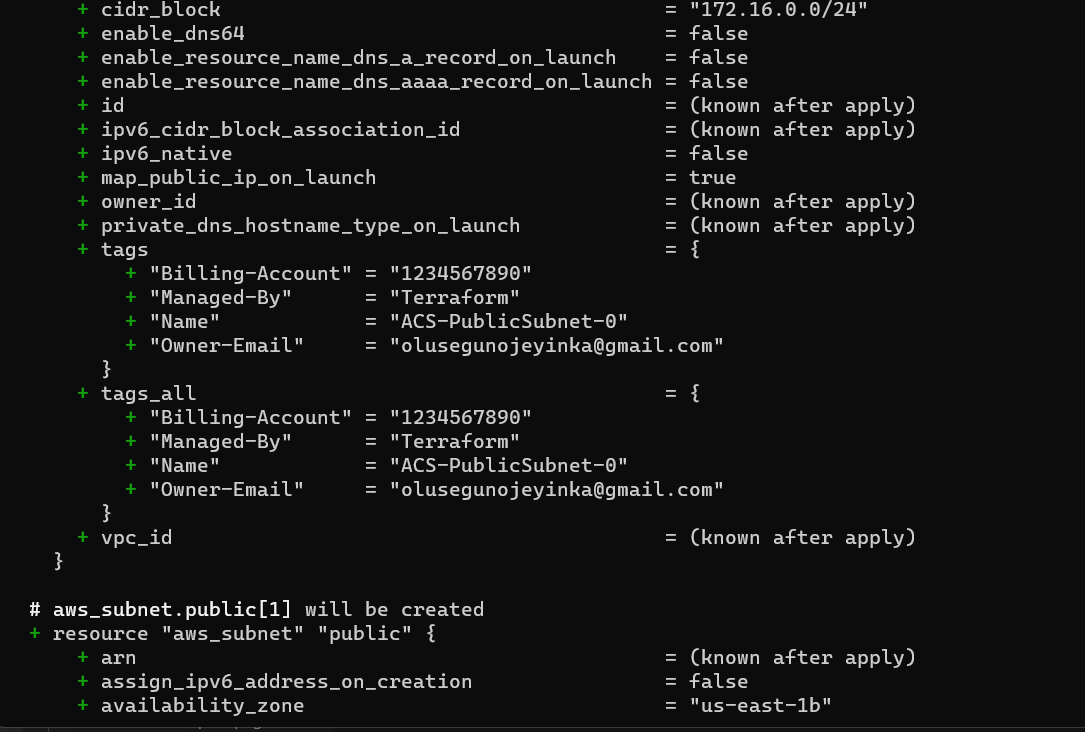 + cidr_block = "172.16.0.0/24"
+ enable_dns64 = false
+ enable_resource_name_dns_a_record_on_launch = false
+ enable_resource_name_dns_aaaa_record_on_launch = false
+ id = (known after apply)
+ ipv6_cidr_block_association_id = (known after apply)
+ ipv6_native = false
+ map_public_ip_on_launch = true
+ owner_id = (known after apply)
+ private_dns_hostname_type_on_launch = (known after apply)
+ tags = {
+ "Billing-Account" = "1234567890"
+ "Managed-By" = "Terraform"
+ "Name" = "ACS-PublicSubnet-0"
+ "Owner-Email" = "olusegunojeyinka@gmail.com"
}
+ tags_all = {
+ "Billing-Account" = "1234567890"
+ "Managed-By" = "Terraform"
+ "Name" = "ACS-PublicSubnet-0"
+ "Owner-Email" = "olusegunojeyinka@gmail.com"
}
+ vpc_id = (known after apply)
}
# aws_subnet.public[1] will be created
+ resource "aws_subnet" "public" {
+ arn = (known after apply)
+ assign_ipv6_address_on_creation = false
+ availability_zone = "us-east-1b"